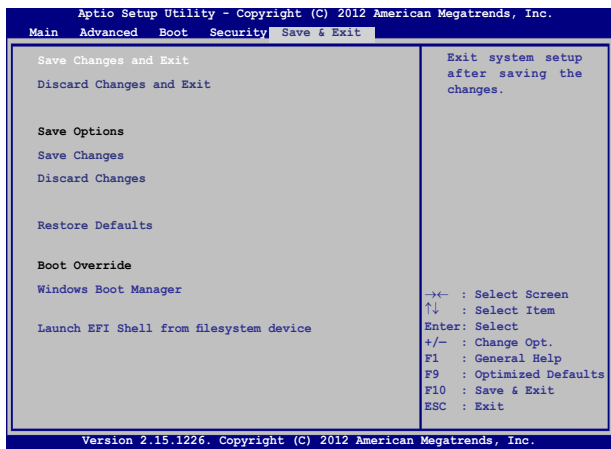 Aptio Setup Utility - Copyright (C) 2012 American Megatrends, Inc.
Main Advanced Boot Security Save & Exit
Save Changes and Exit
Discard Changes and Exit
Save Options
Save Changes
Discard Changes
Restore Defaults
Boot Override
Windows Boot Manager
Launch EFI Shell from filesystem device
Exit system setup
after saving the
changes.
→← : Select Screen
↑↓ : Select Item
Enter: Select
+/— : Change Opt.
F1 : General Help
F9 : Optimized Defaults
F10 : Save & Exit
ESC : Exit
Version 2.15.1226. Copyright (C) 2012 American Megatrends, Inc.